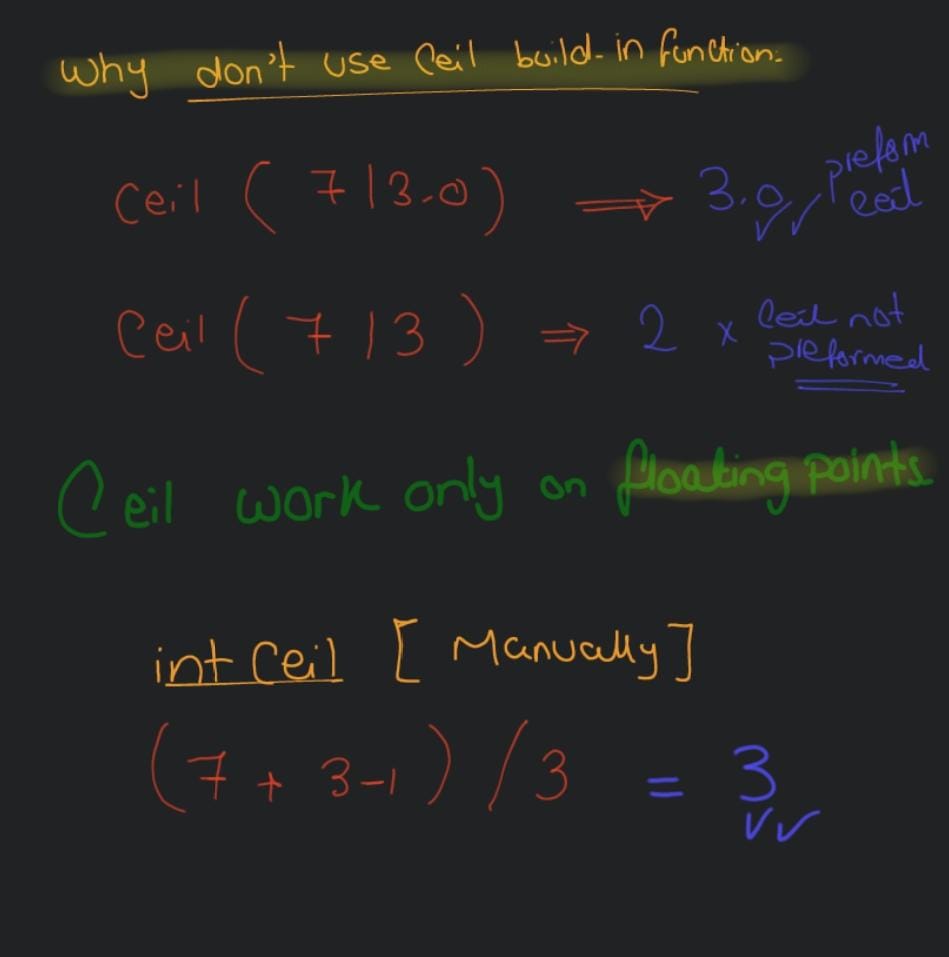 Why don't use Ceil build-in function:
Ceil ( 7 / 3.0 ) ⟹ 3.0 ✓✓ preform ceil
Ceil ( 7 / 3 ) ⇒ 2 × Ceil not preformed
Ceil work only on floating points
int Ceil [ Manually ]
( 7 + 3-1 ) / 3 = 3 ✓✓